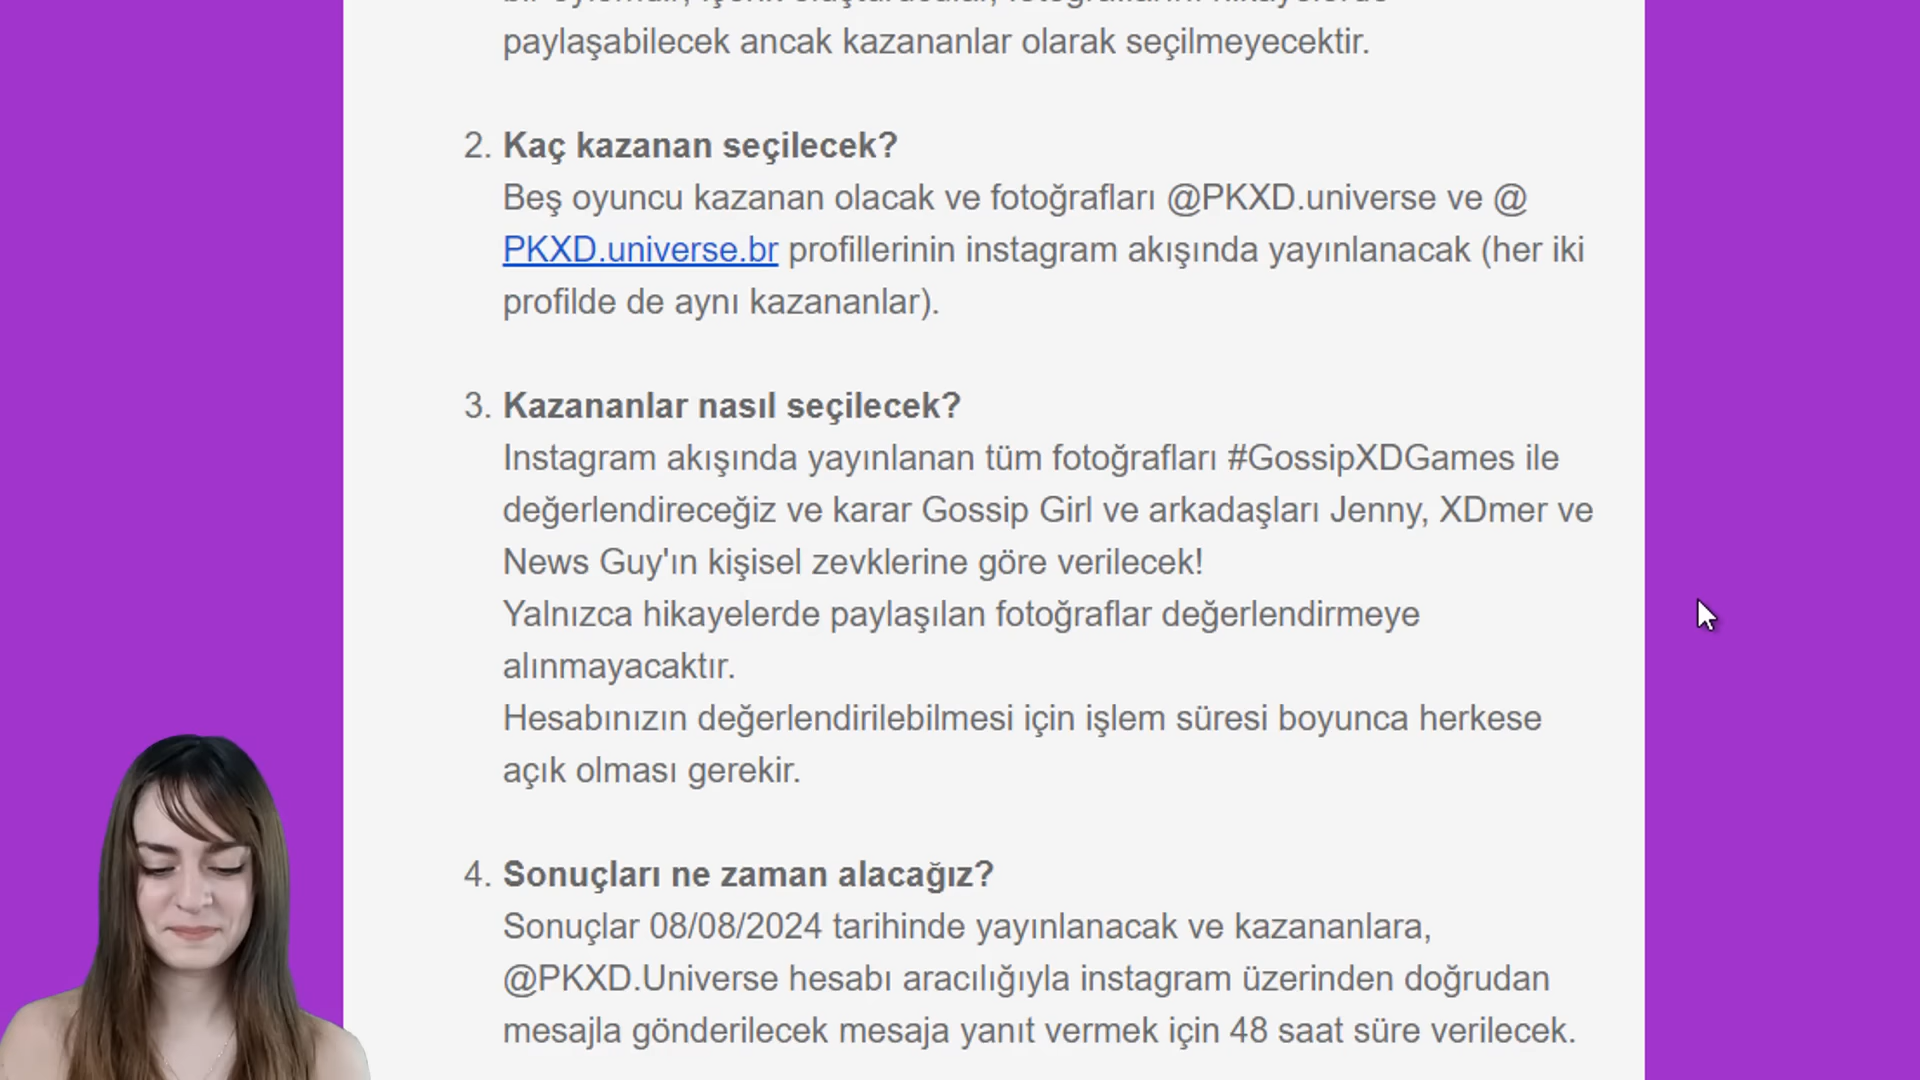 paylaşabilecek ancak kazananlar olarak seçilmeyecektir.
2. Kaç kazanan seçilecek?
Beş oyuncu kazanan olacak ve fotoğrafları @PKXD.universe ve @
PKXD.universe.br profillerinin instagram akışında yayınlanacak (her iki
profilde de aynı kazananlar).
3. Kazananlar nasıl seçilecek?
Instagram akışında yayınlanan tüm fotoğrafları #GossipXDGames ile
değerlendireceğiz ve karar Gossip Girl ve arkadaşları Jenny, XDmer ve
News Guy'ın kişisel zevklerine göre verilecek!
Yalnızca hikayelerde paylaşılan fotoğraflar değerlendirmeye
alınmayacaktır.
Hesabınızın değerlendirilebilmesi için işlem süresi boyunca herkese
açık olması gerekir.
4. Sonuçları ne zaman alacağız?
Sonuçlar 08/08/2024 tarihinde yayınlanacak ve kazananlara,
@PKXD.Universe hesabı aracılığıyla instagram üzerinden doğrudan
mesajla gönderilecek mesaja yanıt vermek için 48 saat süre verilecek.